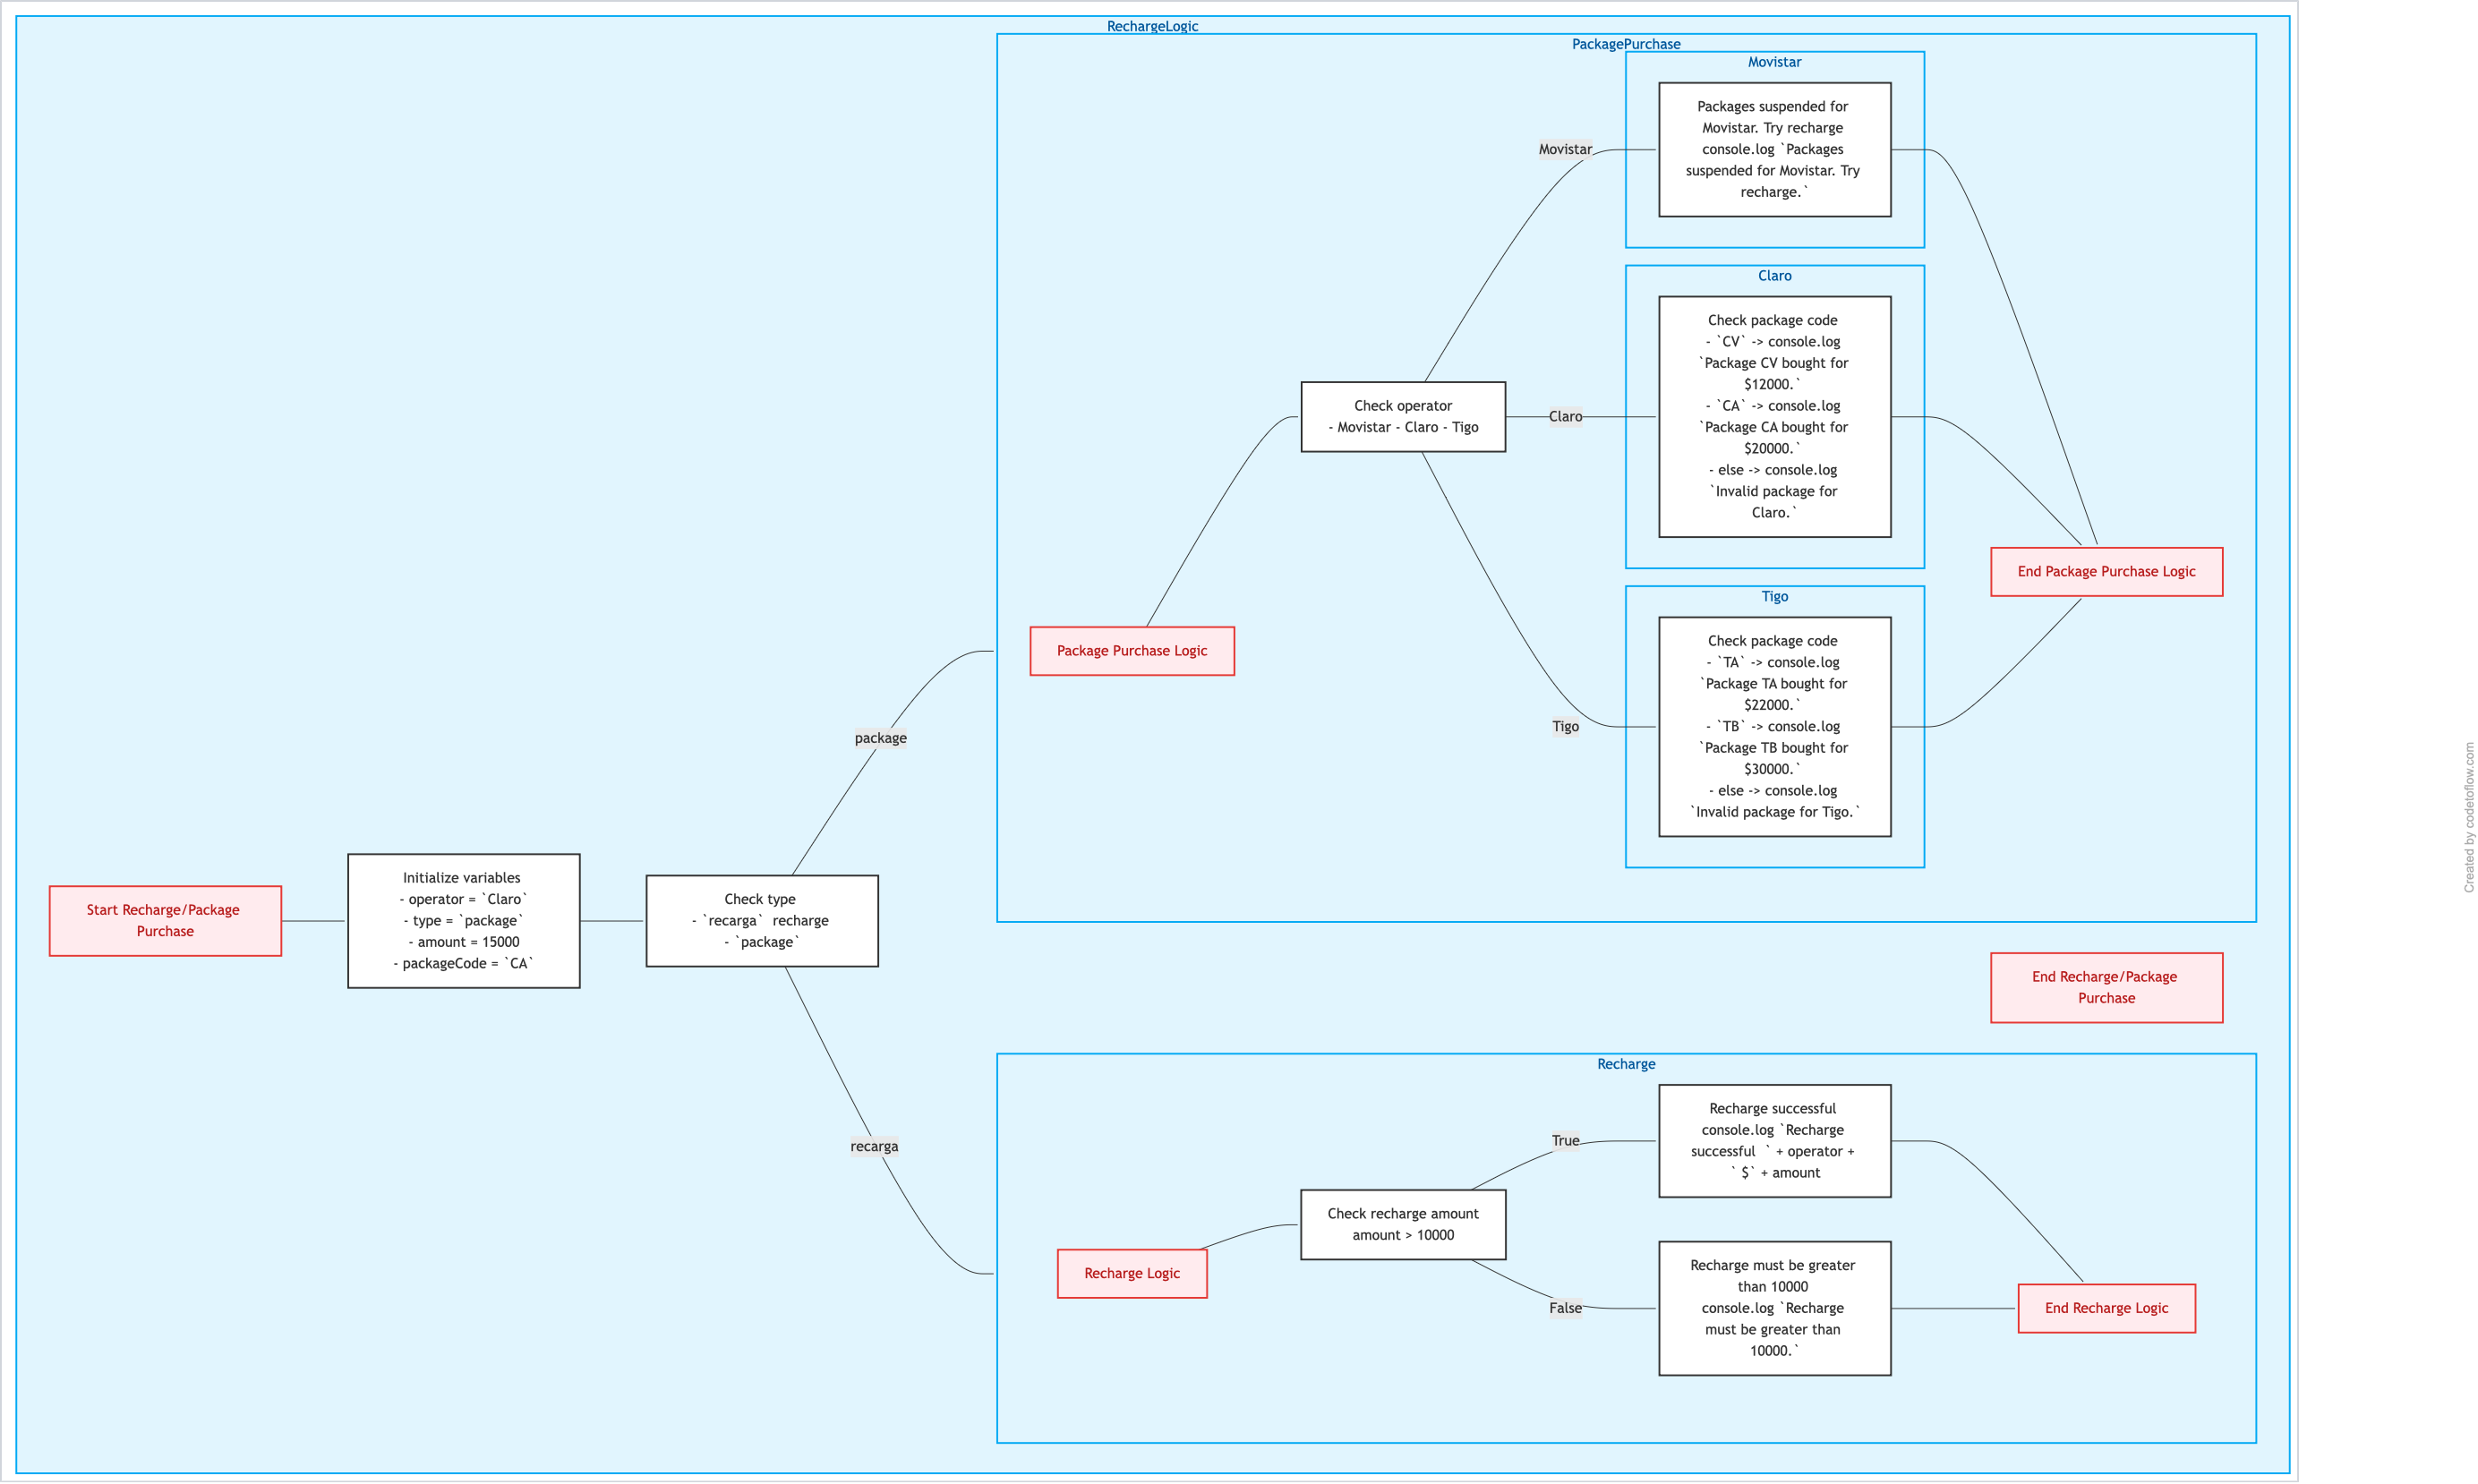 RechargeLogic
PackagePurchase
Movistar
Packages suspended for
Movistar. Try recharge
console.log `Packages
suspended for Movistar. Try
recharge.`
Movistar
Claro
Check package code
- `CV` -> console.log
`Package CV bought for
$12000.`
- `CA` -> console.log
`Package CA bought for
$20000.`
- else -> console.log
`Invalid package for
Claro.`
Check operator
- Movistar - Claro - Tigo
Claro
End Package Purchase Logic
Tigo
Check package code
- `TA` -> console.log
`Package TA bought for
$22000.`
- `TB` -> console.log
`Package TB bought for
$30000.`
- else -> console.log
`Invalid package for Tigo.`
Tigo
Package Purchase Logic
package
Start Recharge/Package
Purchase
Initialize variables
- operator = `Claro`
- type = `package`
- amount = 15000
- packageCode = `CA`
Check type
- `recarga`  recharge
- `package`
End Recharge/Package
Purchase
recarga
Recharge
Recharge successful
console.log `Recharge
successful  ` + operator +
` $` + amount
True
Check recharge amount
amount > 10000
Recharge Logic
False
Recharge must be greater
than 10000
console.log `Recharge
must be greater than
10000.`
End Recharge Logic
Created by codetoflow.com